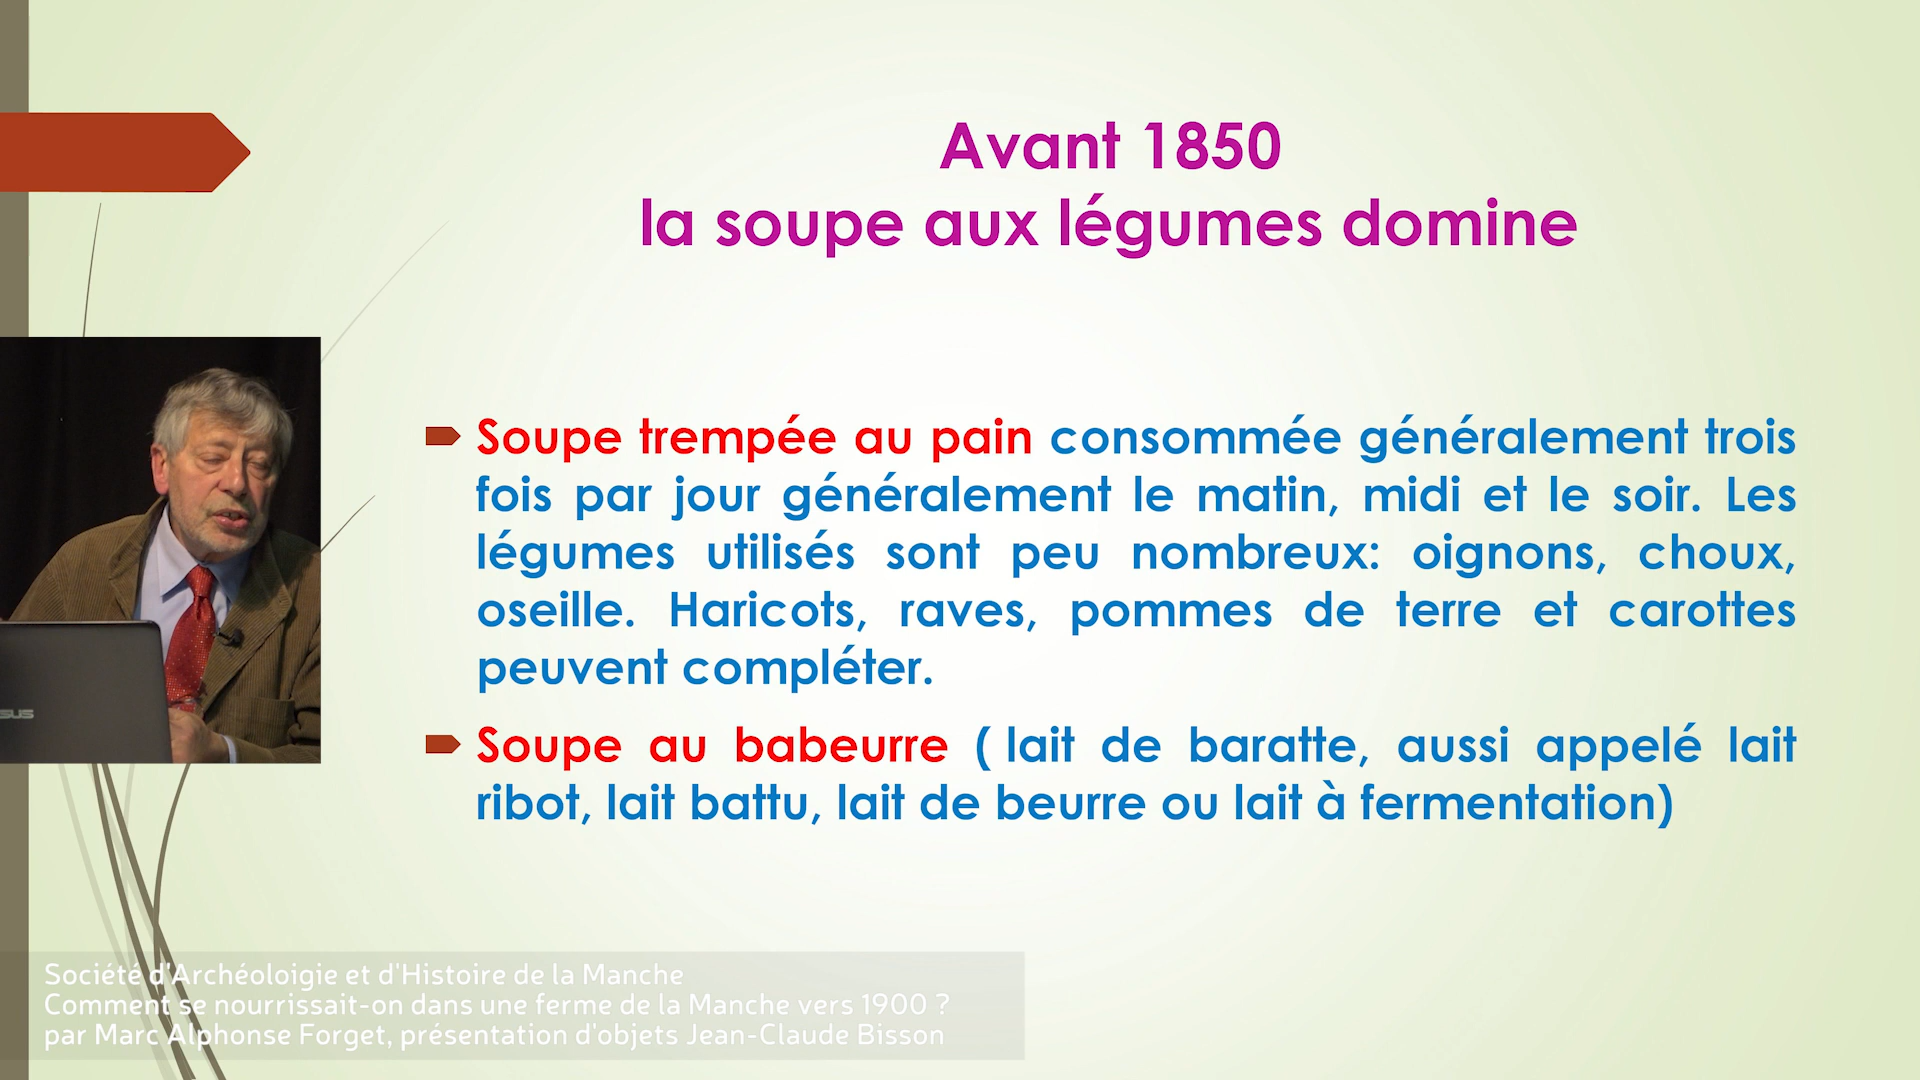 Avant 1850
la soupe aux légumes domine
Soupe trempée au pain consommée généralement trois
fois par jour généralement le matin, midi et le soir. Les
légumes utilisés sont peu nombreux: oignons, choux,
oseille. Haricots, raves, pommes de terre et carottes
peuvent compléter.
Soupe au babeurre ( lait de baratte, aussi appelé lait
ribot, lait battu, lait de beurre ou lait à fermentation)
SUS
Société d'Archéoloigie et d'Histoire de la Manche
Comment se nourrissait-on dans une ferme de la Manche vers 1900 ?
par Marc Alphonse Forget, présentation d'objets Jean-Claude Bisson